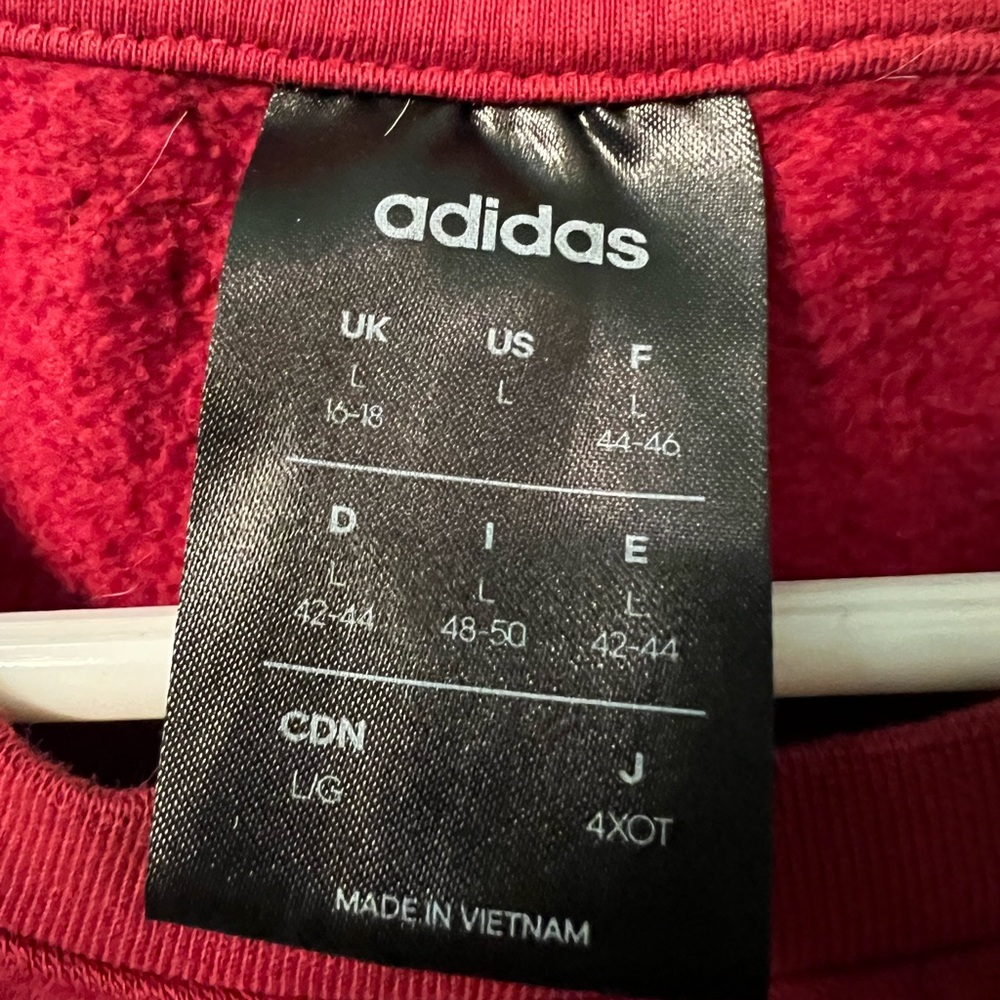 adidas
UK US F
L L L
16-18 44-46
D I E
L L L
42-44 48-50 42-44
CDN J
L/G 4XOT
MADE IN VIETNAM